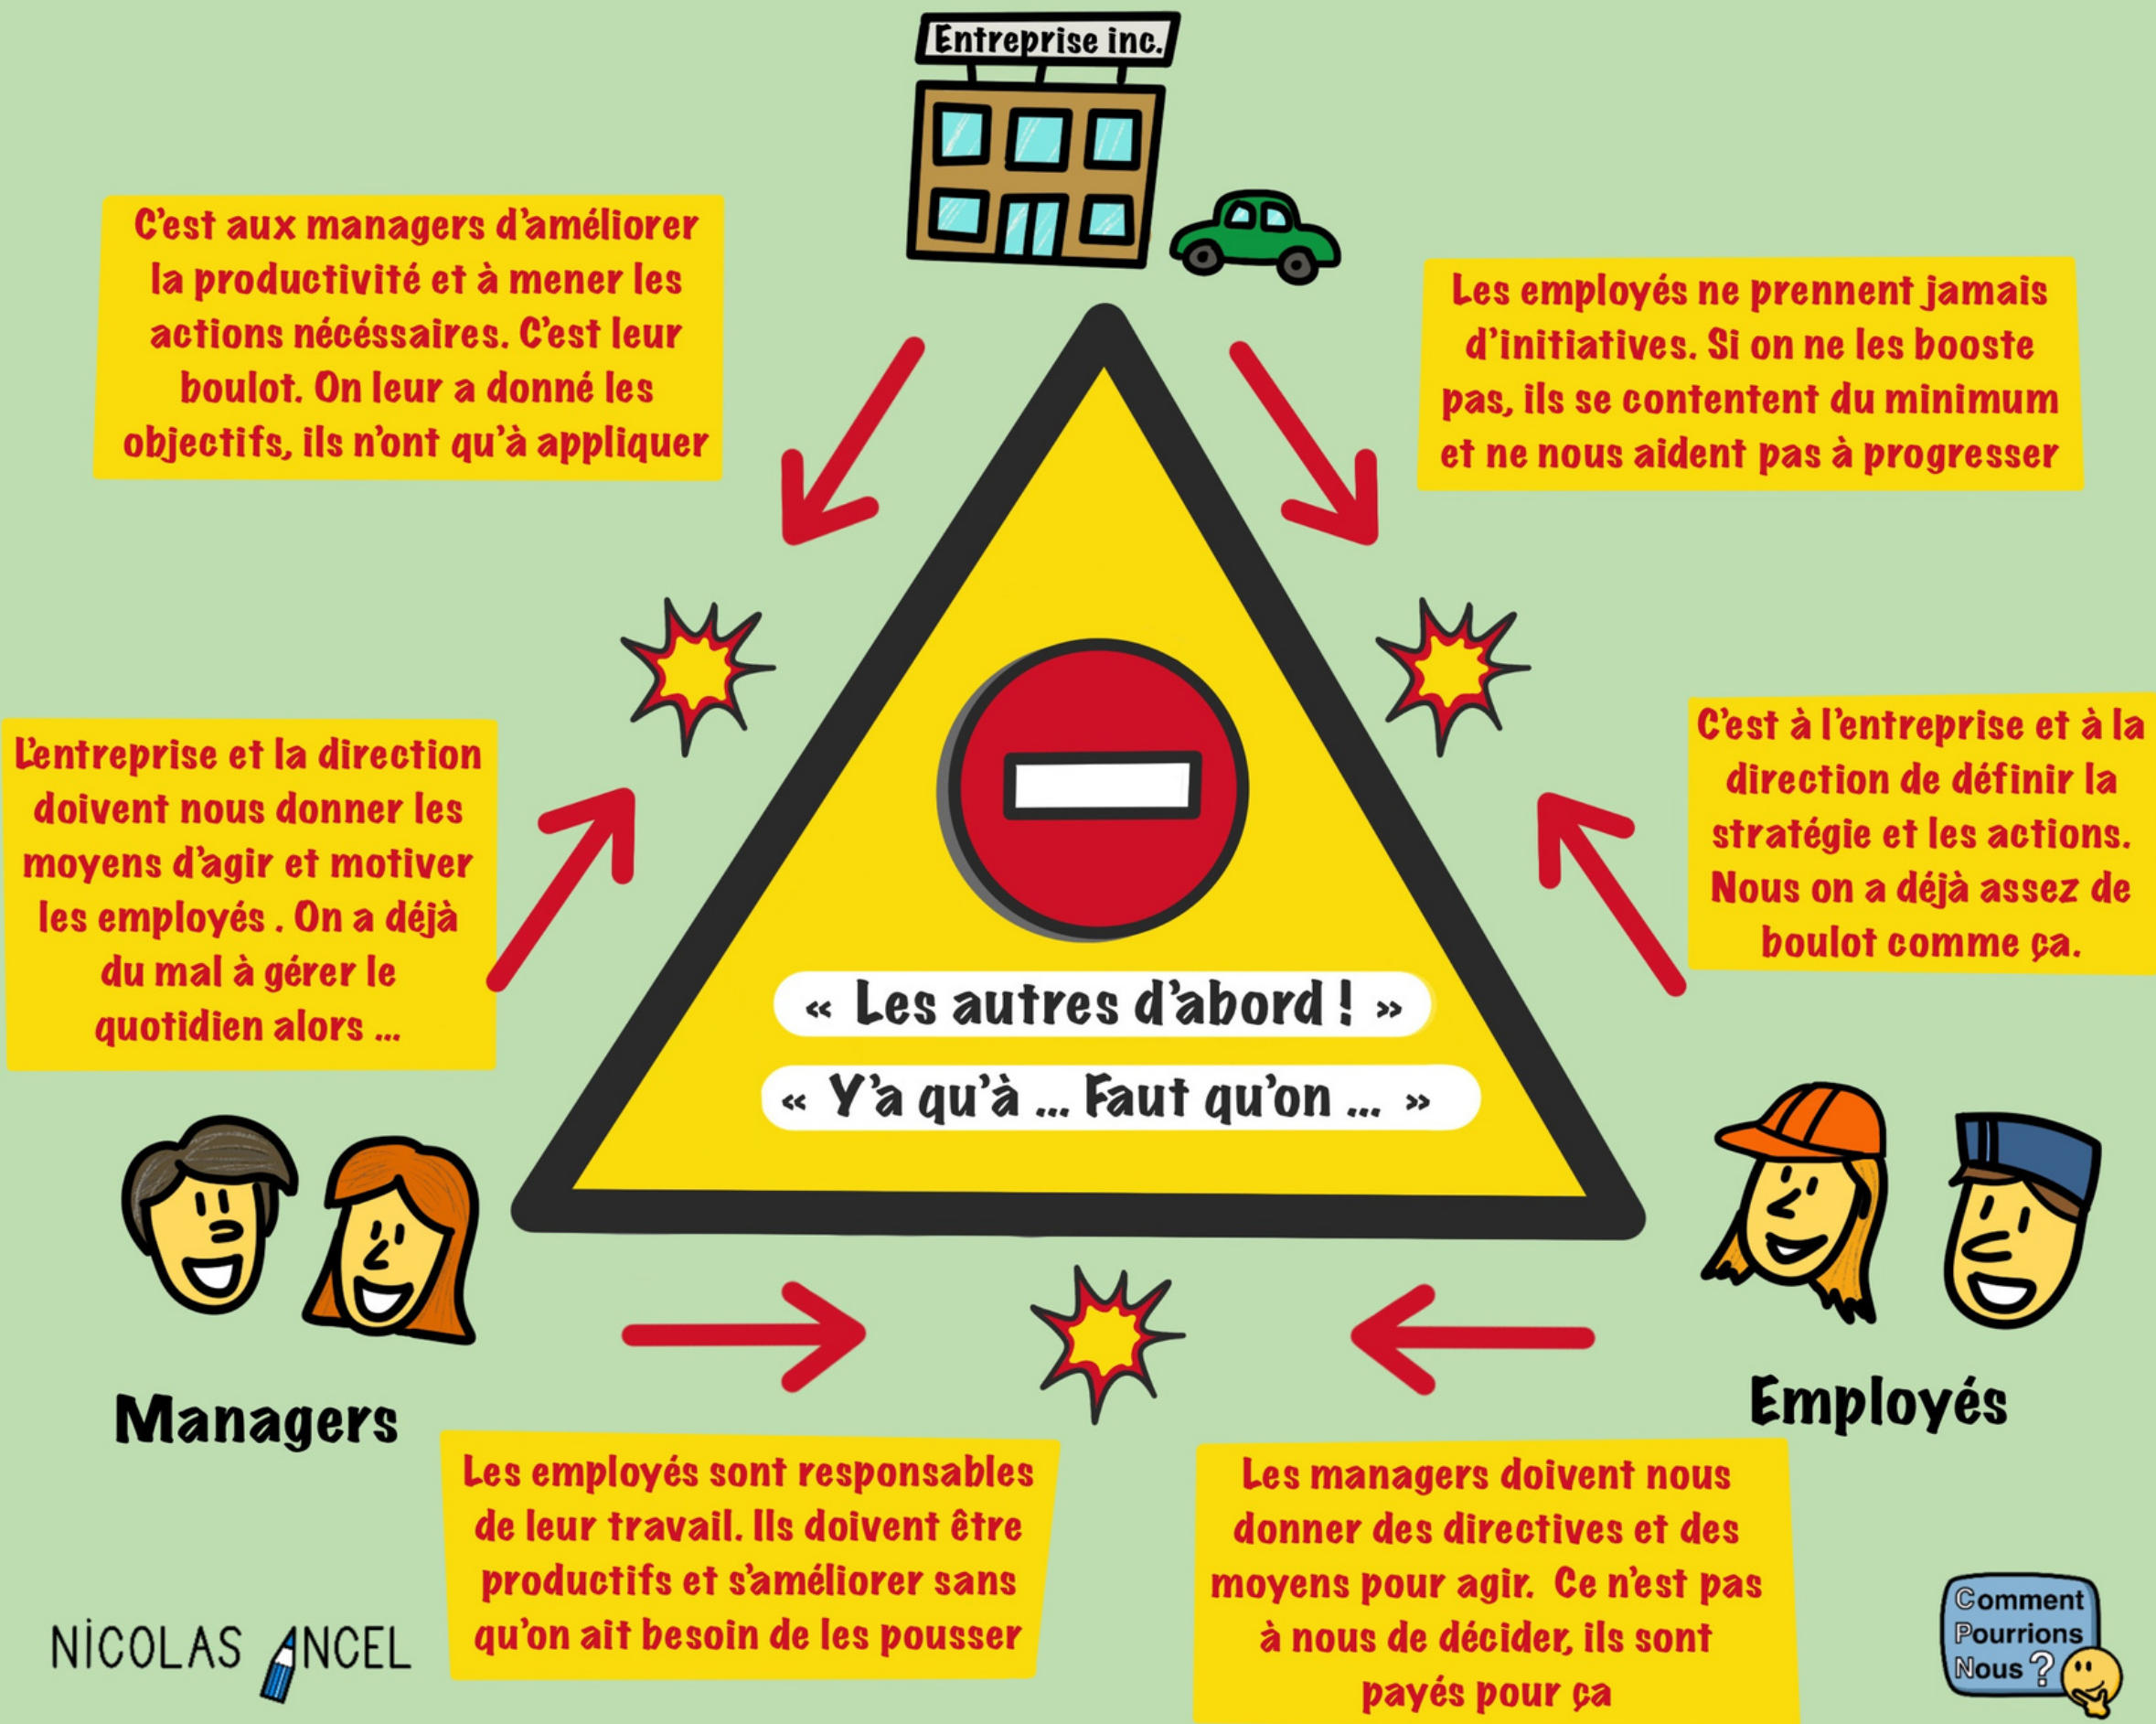 Entreprise inc.
C'est aux managers d'améliorer
la productivité et à mener les
actions nécéssaires. C'est leur
boulot. On leur a donné les
objectifs, ils n'ont qu'à appliquer
Les employés ne prennent jamais
d'initiatives. Si on ne les booste
pas, ils se contentent du minimum
et ne nous aident pas à progresser
L'entreprise et la direction
doivent nous donner les
moyens d'agir et motiver
les employés . On a déjà
du mal à gérer le
quotidien alors ...
C'est à l'entreprise et à la
direction de définir la
stratégie et les actions.
Nous on a déjà assez de
boulot comme ça.
« Les autres d'abord ! »
« Y'a qu'à ... Faut qu'on ... »
Managers
Employés
Les employés sont responsables
de leur travail. Ils doivent être
productifs et s'améliorer sans
qu'on ait besoin de les pousser
Les managers doivent nous
donner des directives et des
moyens pour agir. Ce n'est pas
à nous de décider, ils sont
payés pour ça
NICOLAS ANCEL
Comment
Pourrions
Nous ?